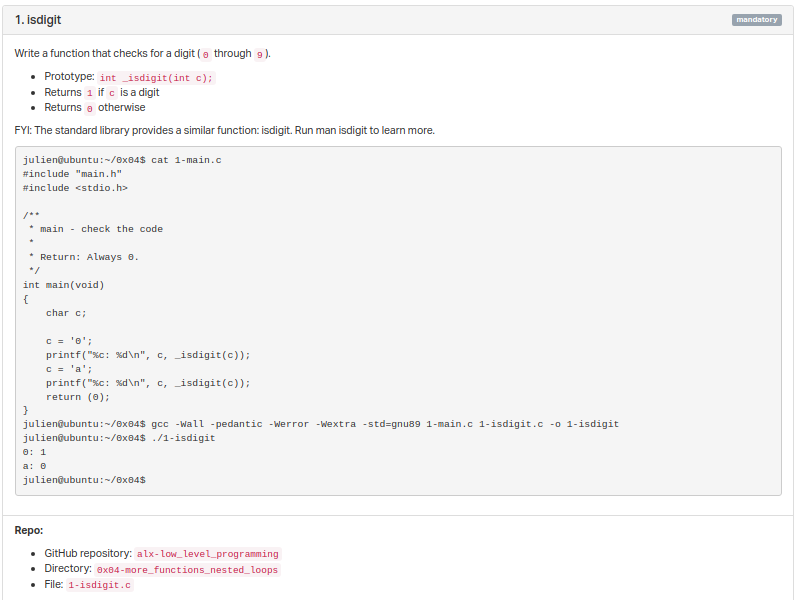 1. isdigit
mandatory
Write a function that checks for a digit ( 0 through 9 ).
Prototype: int _isdigit(int c);
Returns 1 if c is a digit
Returns 0 otherwise
FYI: The standard library provides a similar function: isdigit. Run man isdigit to learn more.
julien@ubuntu:~/0x04$ cat 1-main.c
#include "main.h"
#include <stdio.h>
/**
 * main - check the code
 *
 * Return: Always 0.
 */
int main(void)
{
    char c;
    c = '0';
    printf("%c: %d\n", c, _isdigit(c));
    c = 'a';
    printf("%c: %d\n", c, _isdigit(c));
    return (0);
}
julien@ubuntu:~/0x04$ gcc -Wall -pedantic -Werror -Wextra -std=gnu89 1-main.c 1-isdigit.c -o 1-isdigit
julien@ubuntu:~/0x04$ ./1-isdigit
0: 1
a: 0
julien@ubuntu:~/0x04$
Repo:
GitHub repository: alx-low_level_programming
Directory: 0x04-more_functions_nested_loops
File: 1-isdigit.c